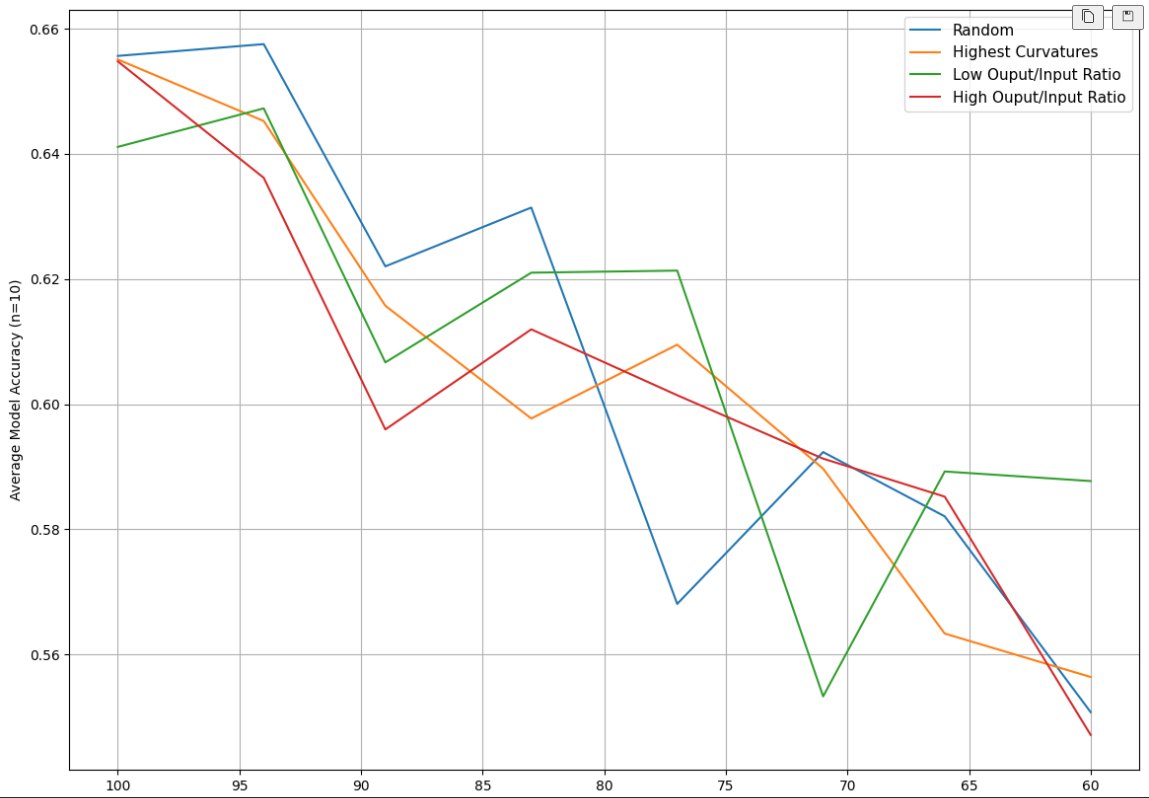 0.66
0.64
0.62
0.60
0.58
0.56
Average Model Accuracy (n=10)
Random
Highest Curvatures
Low Ouput/Input Ratio
High Ouput/Input Ratio
100 95 90 85 80 75 70 65 60